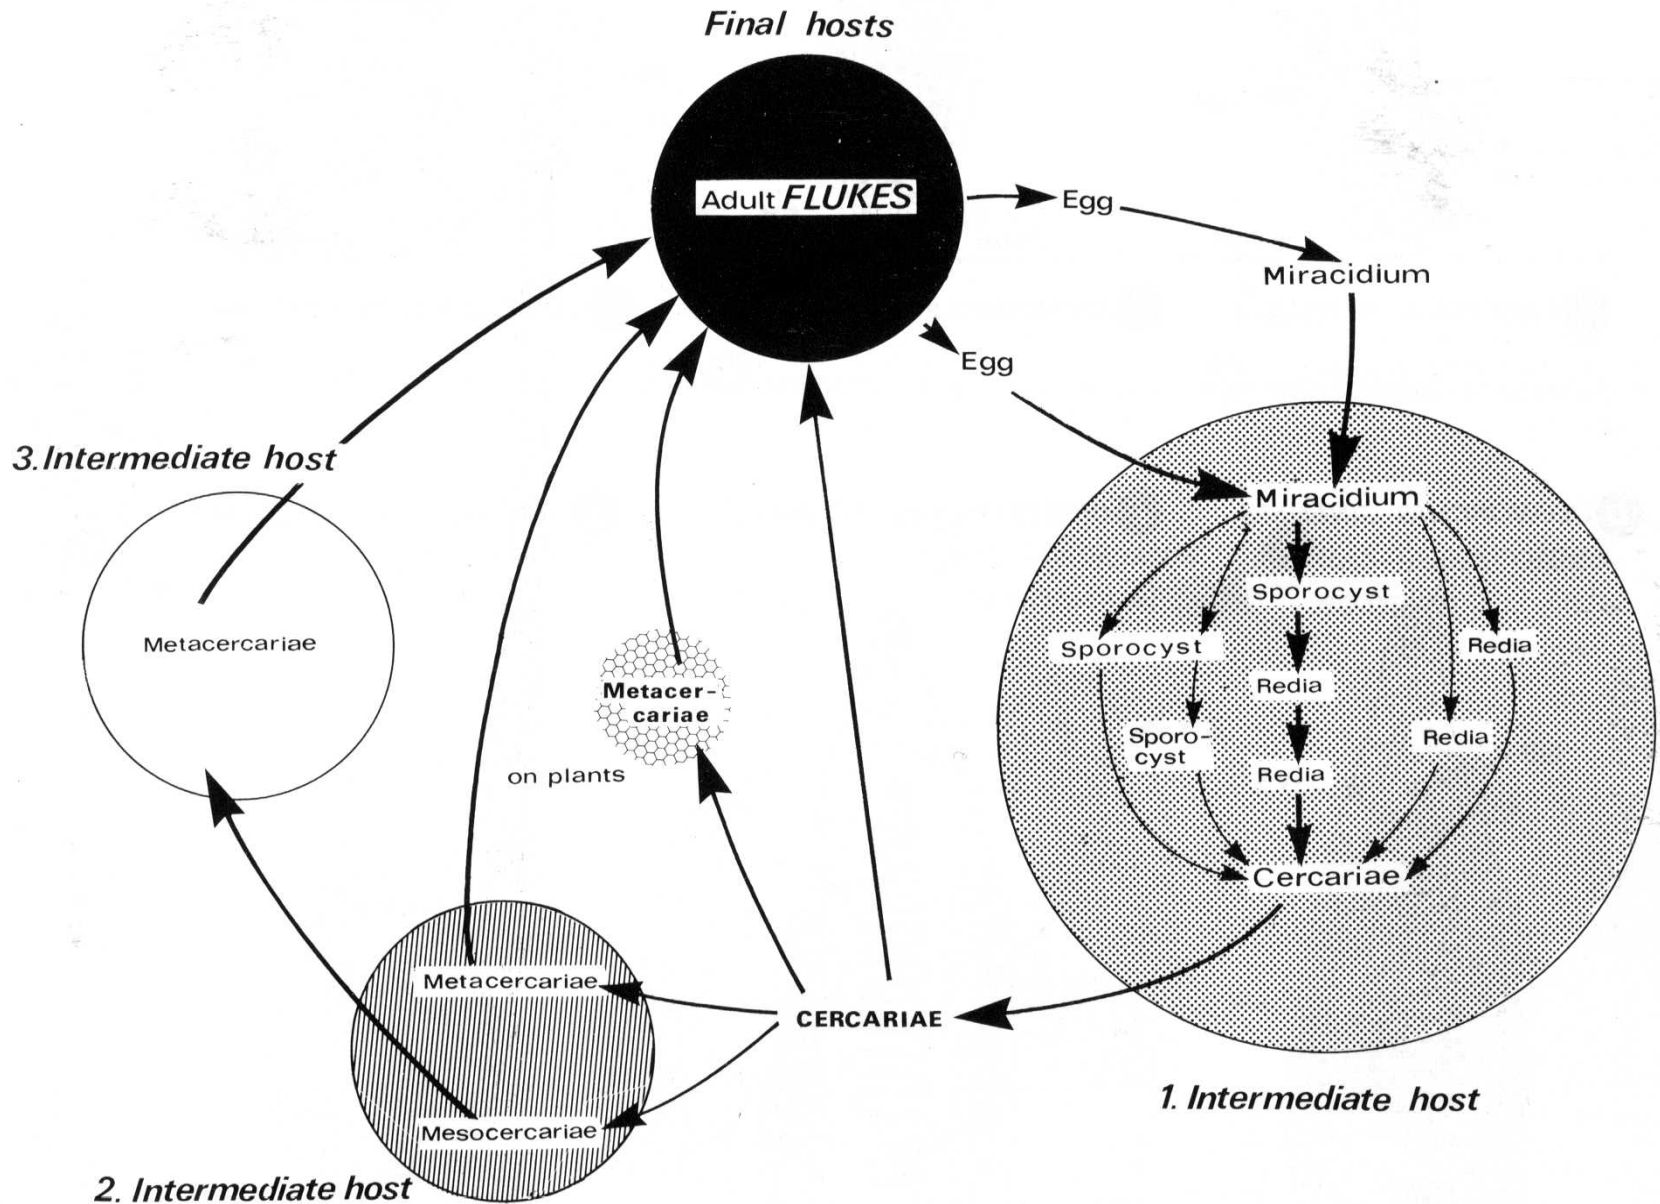 Final hosts
Adult FLUKES
Egg
Miracidium
Egg
3. Intermediate host
Miracidium
Sporocyst
Sporocyst
Redia
Metacercariae
Redia
Metacer-
cariae
Sporo-
cyst
Redia
on plants
Redia
Cercariae
Metacercariae
CERCARIAE
1. Intermediate host
Mesocercariae
2. Intermediate host